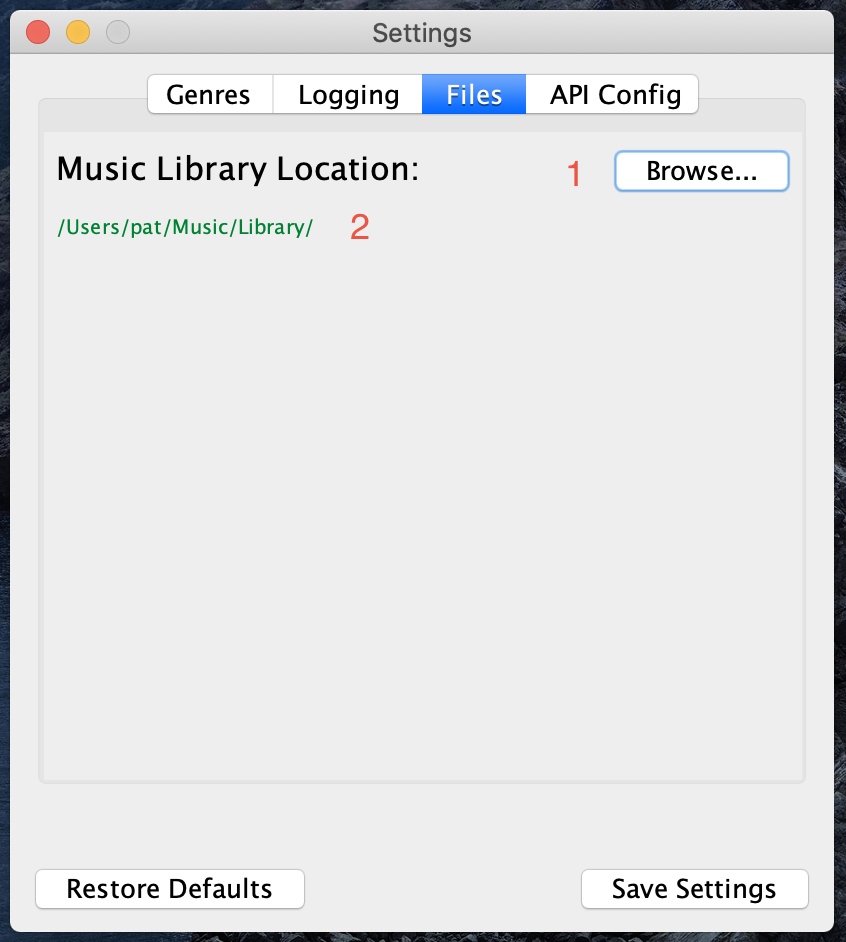 Settings
Genres Logging Files API Config
Music Library Location: 1 Browse...
/Users/pat/Music/Library/ 2
Restore Defaults Save Settings